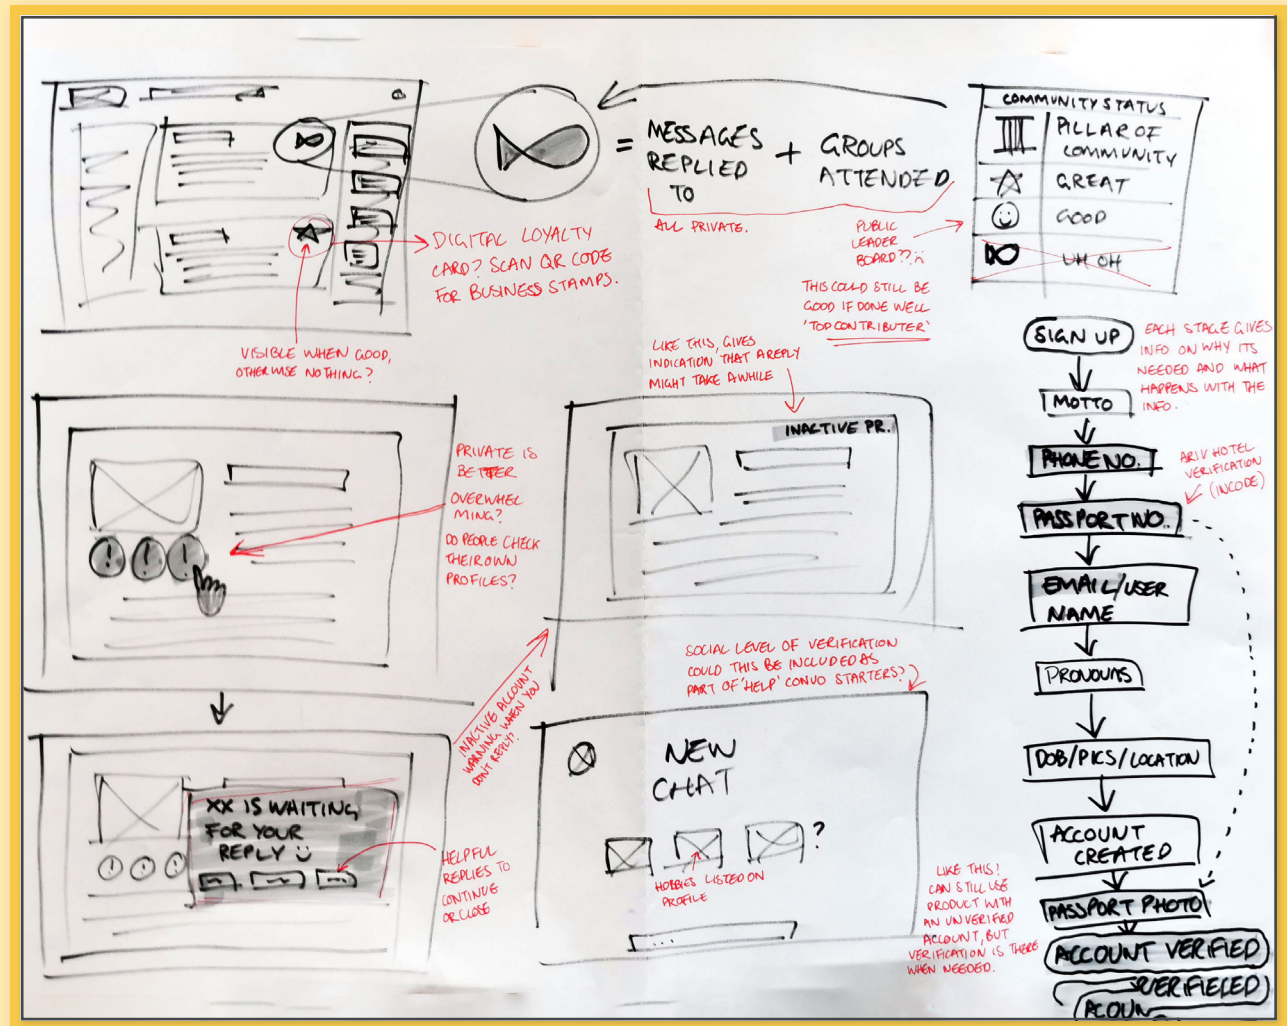 = MESSAGES
REPLIED
TO
+ GROUPS
ATTENDED
ALL PRIVATE.
COMMUNITY STATUS
PILLAR OF
COMMUNITY
GREAT
GOOD
UH OH
PUBLIC
LEADER
BOARD??
THIS COULD STILL BE
GOOD IF DONE WELL
'TOP CONTRIBUTER'
DIGITAL LOYALTY
CARD? SCAN QR CODE
FOR BUSINESS STAMPS.
VISIBLE WHEN GOOD,
OTHERWISE NOTHING?
LIKE THIS, GIVES
INDICATION THAT A REPLY
MIGHT TAKE AWHILE
INACTIVE PR.
PRIVATE IS
BETTER
OVERWHEL
MING?
DO PEOPLE CHECK
THEIR OWN
PROFILES?
! ! !
INACTIVE ACCOUNT
WARNING WHEN YOU
DON'T REPLY?
XX IS WAITING
FOR YOUR
REPLY
! ! !
HELPFUL
REPLIES TO
CONTINUE
OR CLOSE
SOCIAL LEVEL OF VERIFICATION
COULD THIS BE INCLUDED AS
PART OF 'HELP' CONVO STARTERS?
NEW
CHAT
?
HOBBIES LISTED ON
PROFILE
...
LIKE THIS!
CAN STILL USE
PRODUCT WITH
AN UNVERIFIED
ACCOUNT, BUT
VERIFICATION IS THERE
WHEN NEEDED.
SIGN UP
EACH STAGE GIVES
INFO ON WHY ITS
NEEDED AND WHAT
HAPPENS WITH THE
INFO.
MOTTO
PHONE NO.
ARIV HOTEL
VERIFICATION
(INCODE)
PASSPORT NO..
EMAIL/USER
NAME
PRONOUNS
DOB/PICS/LOCATION
ACCOUNT
CREATED
PASSPORT PHOTO
ACCOUNT VERIFIED
VERIFIELED